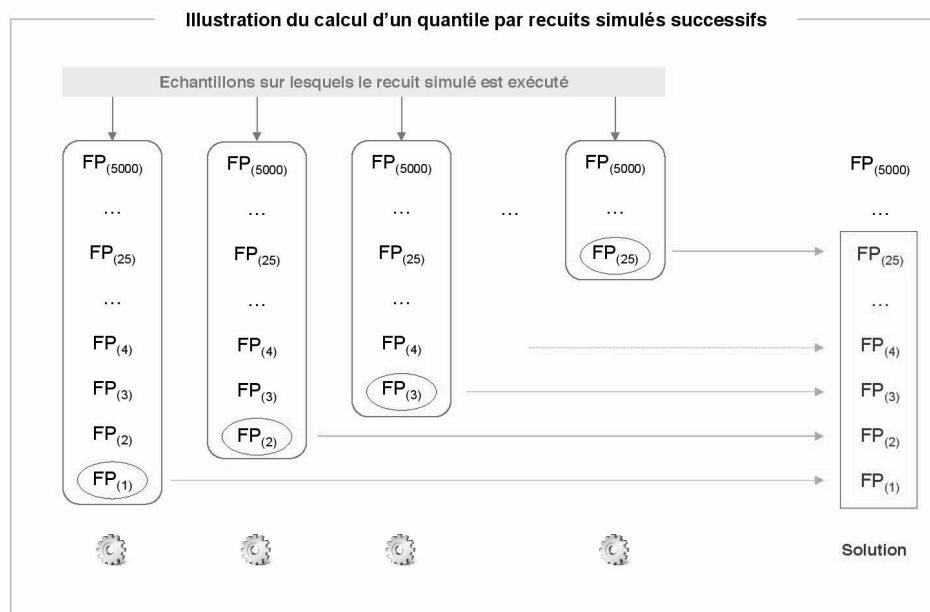 Illustration du calcul d'un quantile par recuits simulés successifs
Echantillons sur lesquels le recuit simulé est exécuté
FP(5000) FP(5000) FP(5000) FP(5000) FP(5000)
... ... ... ... ... ...
FP(25) FP(25) FP(25) FP(25) FP(25)
... ... ... ...
FP(4) FP(4) FP(4) FP(4)
FP(3) FP(3) FP(3) FP(3)
FP(2) FP(2) FP(2)
FP(1) FP(1)
Solution